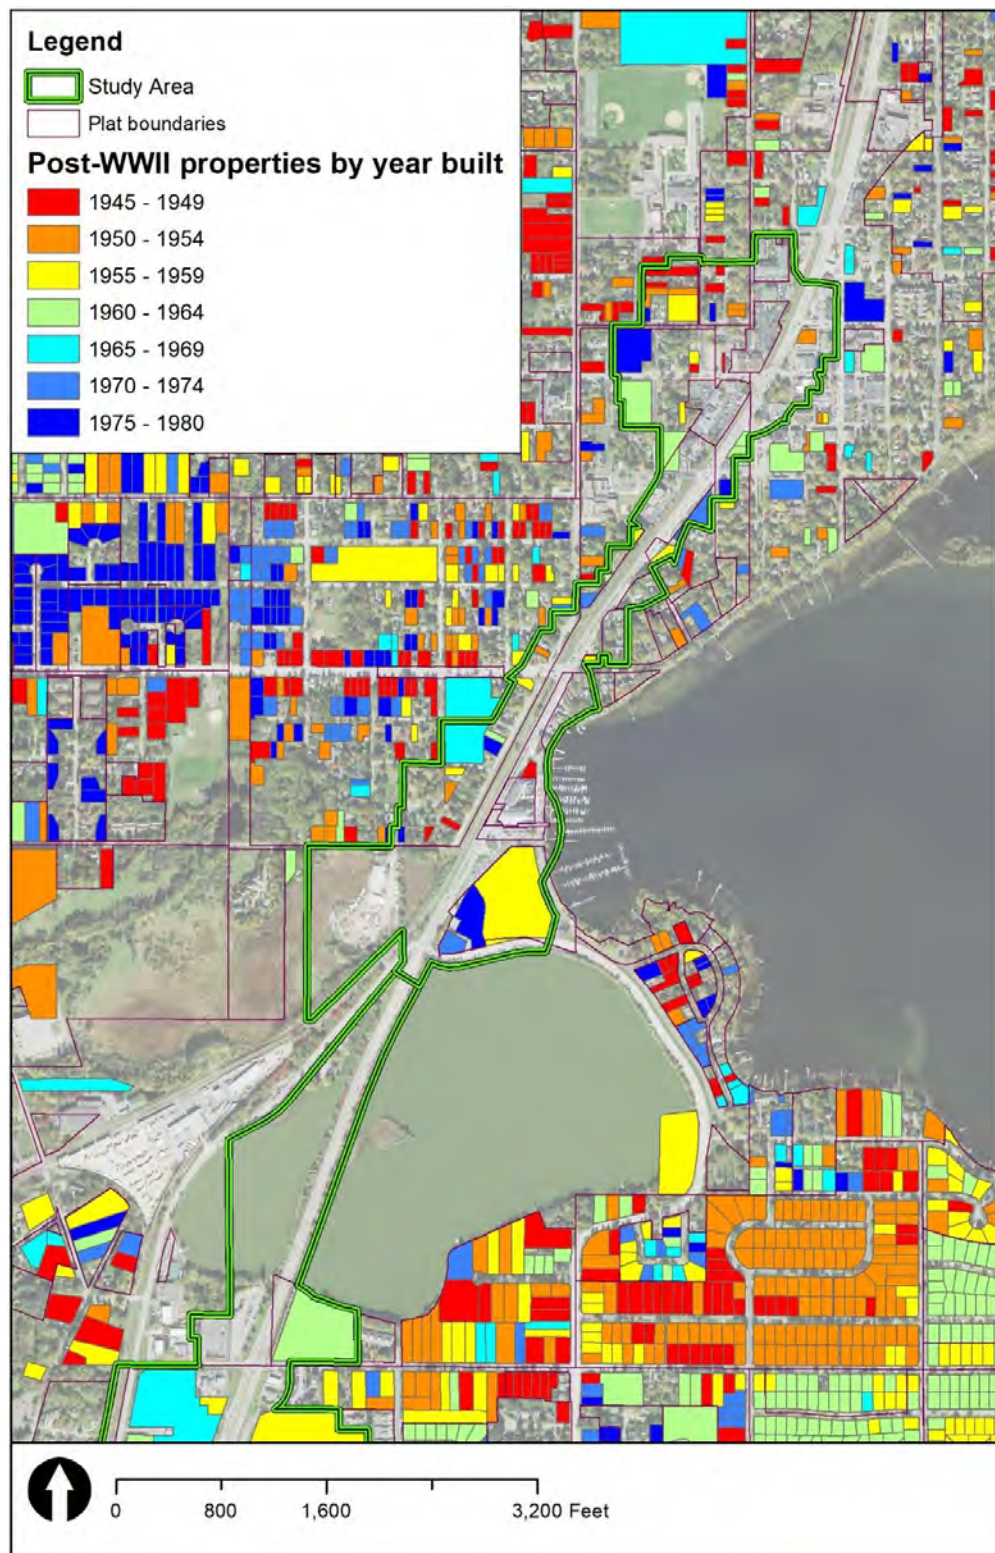 Legend
Study Area
Plat boundaries
Post-WWII properties by year built
1945 - 1949
1950 - 1954
1955 - 1959
1960 - 1964
1965 - 1969
1970 - 1974
1975 - 1980
0 800 1,600 3,200 Feet